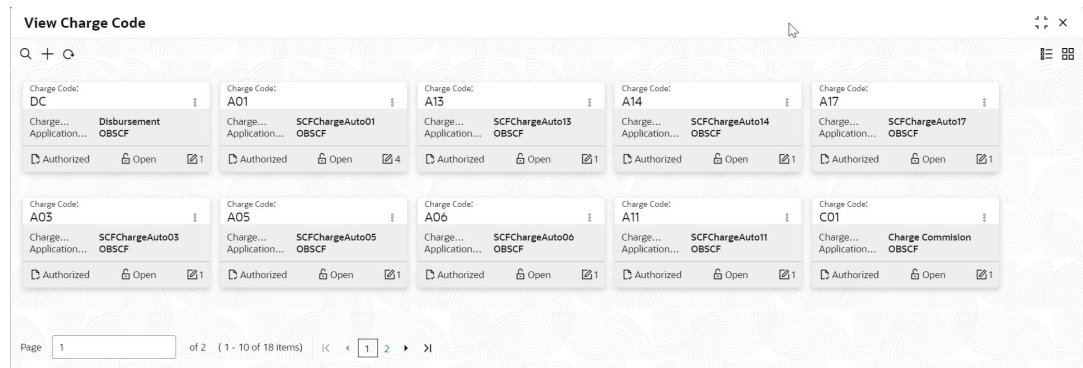 View Charge Code
Charge Code: Charge Code: Charge Code: Charge Code: Charge Code:
DC A01 A13 A14 A17
Charge... Disbursement Charge... SCFChargeAuto01 Charge... SCFChargeAuto13 Charge... SCFChargeAuto14 Charge... SCFChargeAuto17
Application... OBSCF Application... OBSCF Application... OBSCF Application... OBSCF Application... OBSCF
Authorized Open 1 Authorized Open 4 Authorized Open 1 Authorized Open 1 Authorized Open 1
Charge Code: Charge Code: Charge Code: Charge Code: Charge Code:
A03 A05 A06 A11 C01
Charge... SCFChargeAuto03 Charge... SCFChargeAuto05 Charge... SCFChargeAuto06 Charge... SCFChargeAuto11 Charge... Charge Commision
Application... OBSCF Application... OBSCF Application... OBSCF Application... OBSCF Application... OBSCF
Authorized Open 1 Authorized Open 1 Authorized Open 1 Authorized Open 1 Authorized Open 1
Page 1 of 2 ( 1 - 10 of 18 items) 1 2